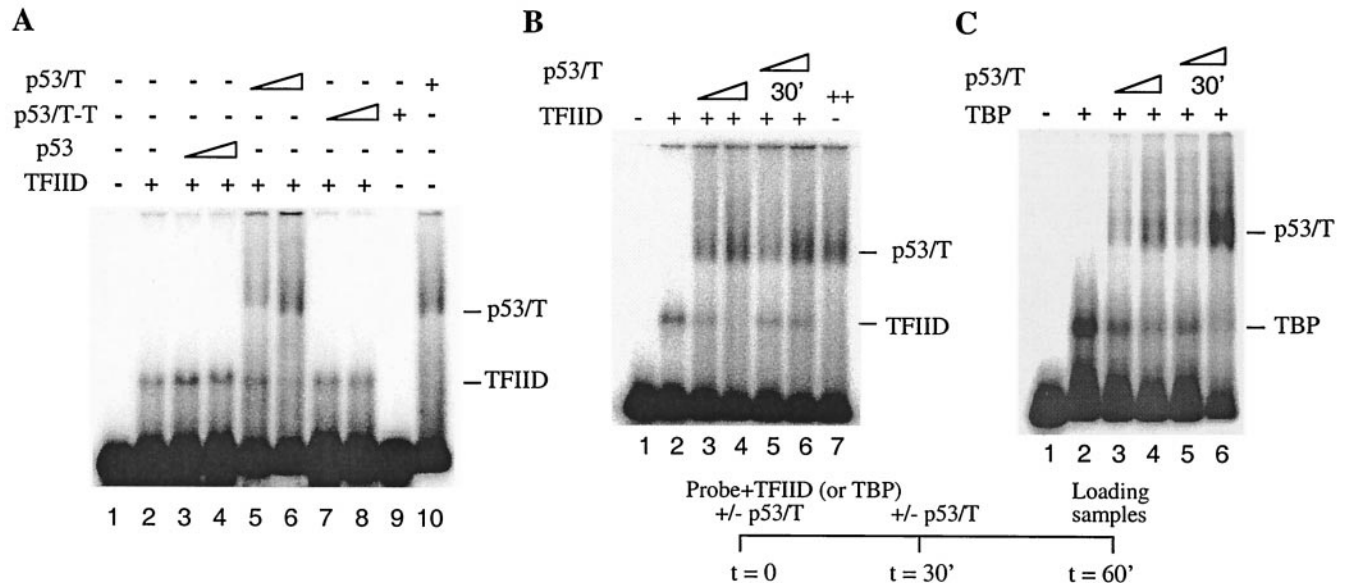 A
p53/T - - - - - - - +
p53/T-T - - - - - - + -
p53 - - - - - - - -
TFIID - + + + + + + + - -
p53/T
TFIID
1 2 3 4 5 6 7 8 9 10
B
p53/T 30' ++
TFIID - + + + + + -
p53/T
TFIID
1 2 3 4 5 6 7
C
p53/T 30'
TBP - + + + + +
p53/T
TBP
1 2 3 4 5 6
Probe+TFIID (or TBP)
+/- p53/T +/- p53/T
Loading
samples
t = 0 t = 30' t = 60'